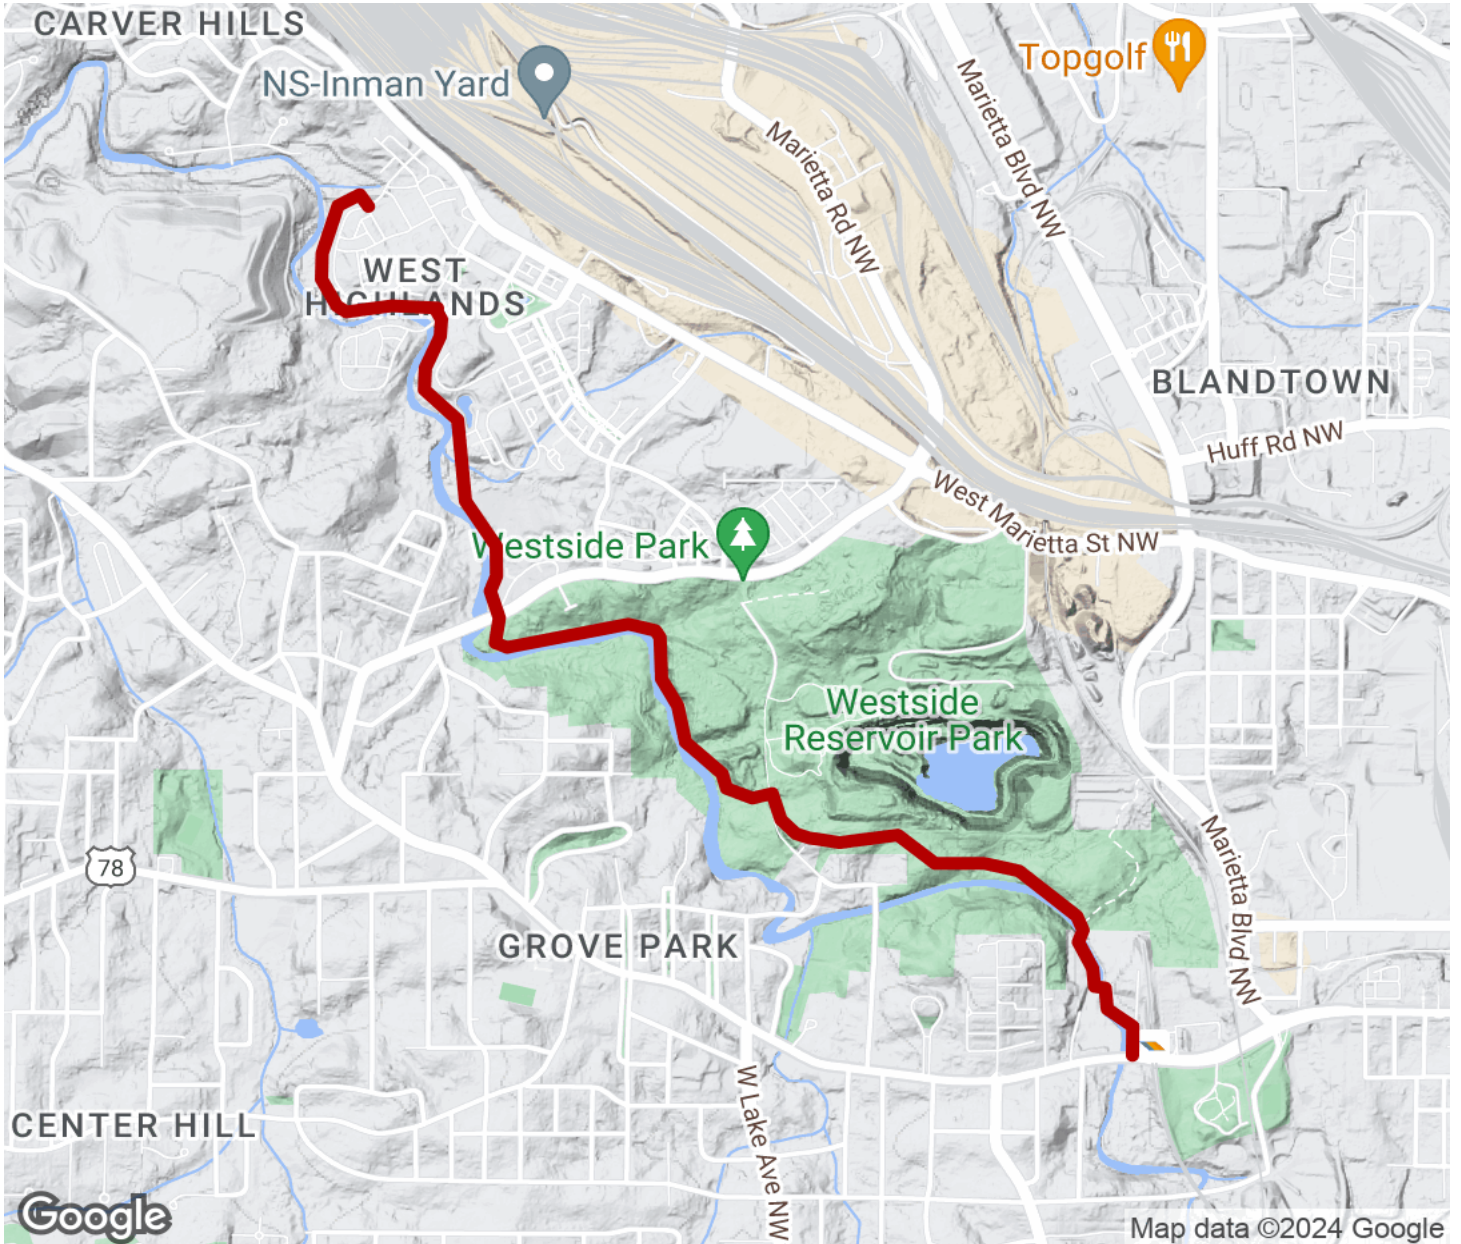 CARVER HILLS
NS-Inman Yard
Topgolf
Marietta Blvd NW
Marietta Rd NW
WEST
HIGHLANDS
BLANDTOWN
Huff Rd NW
West Marietta St NW
Westside Park
Westside
Reservoir Park
78
Marietta Blvd NW
GROVE PARK
W Lake Ave NW
CENTER HILL
Google
Map data ©2024 Google